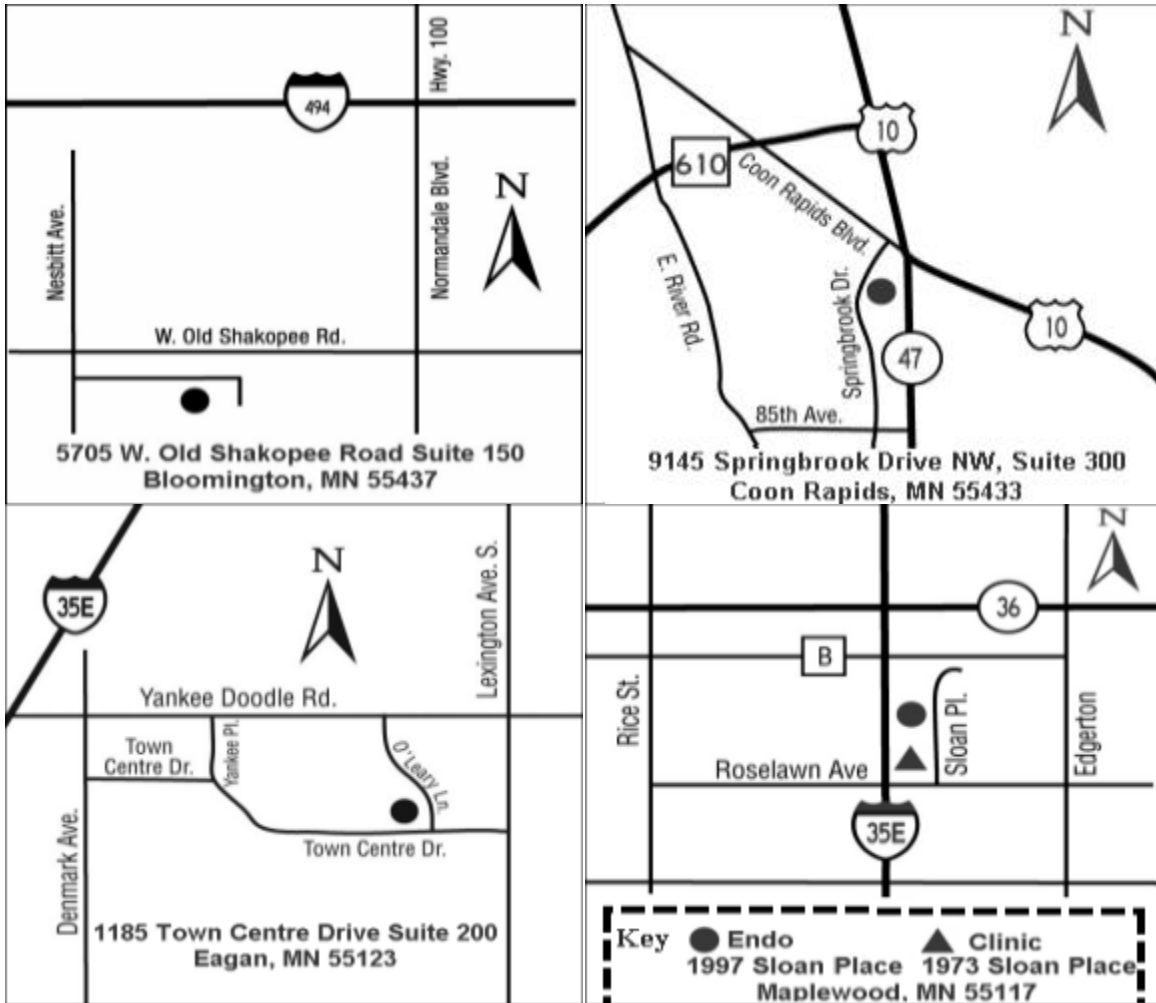 Hwy. 100
494
Nesbitt Ave.
Normandale Blvd.
N
W. Old Shakopee Rd.
5705 W. Old Shakopee Road Suite 150
Bloomington, MN 55437
N
10
610
Coon Rapids Blvd.
E. River Rd.
Springbrook Dr.
10
47
85th Ave.
9145 Springbrook Drive NW, Suite 300
Coon Rapids, MN 55433
N
35E
Lexington Ave. S.
Yankee Doodle Rd.
Town
Centre Dr.
Yankee Pl.
O'Leary Ln.
Town Centre Dr.
Denmark Ave.
1185 Town Centre Drive Suite 200
Eagan, MN 55123
N
36
B
Rice St.
Sloan Pl.
Edgerton
Roselawn Ave
35E
Key
Endo
Clinic
1997 Sloan Place
1973 Sloan Place
Maplewood, MN 55117